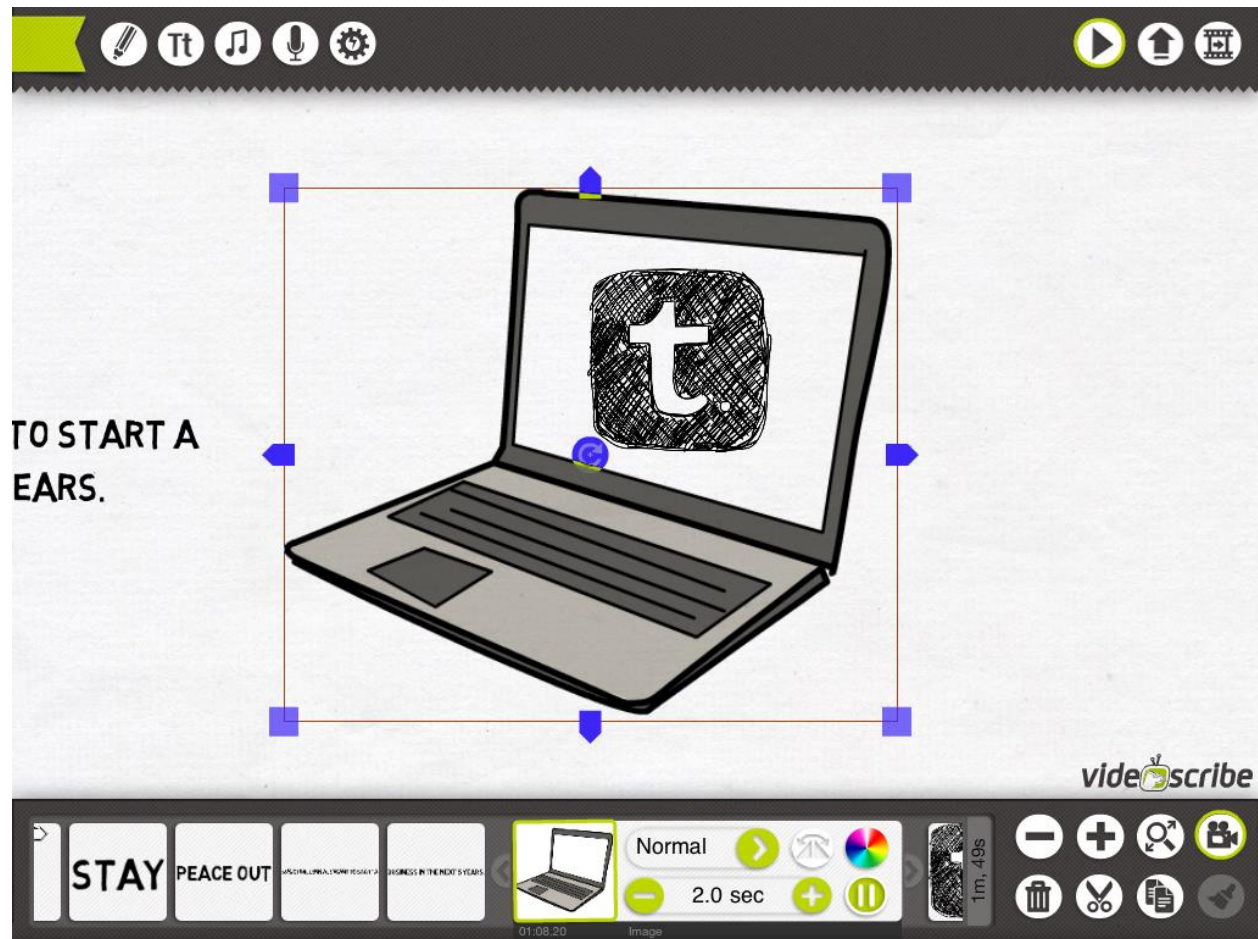 Tt
t.
TO START A
EARS.
videoscribe
STAY
PEACE OUT
BUSINESS IN THE NEXT 5 YEARS.
Normal
2.0 sec
1m, 49s
01:08.20
Image